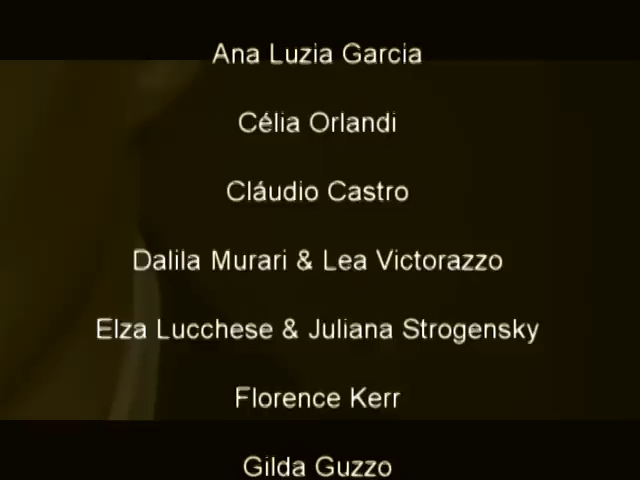 Ana Luzia Garcia
Célia Orlandi
Cláudio Castro
Dalila Murari & Lea Victorazzo
Elza Lucchese & Juliana Strogensky
Florence Kerr
Gilda Guzzo